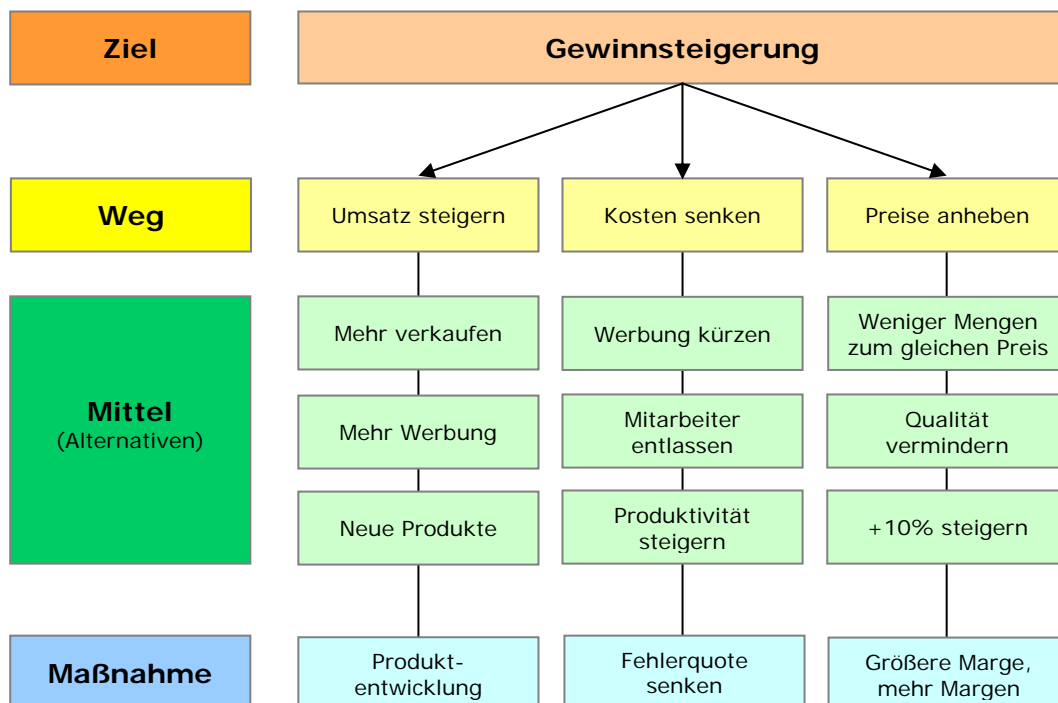 Ziel
Gewinnsteigerung
Weg
Umsatz steigern
Kosten senken
Preise anheben
Mittel
(Alternativen)
Mehr verkaufen
Werbung kürzen
Weniger Mengen
zum gleichen Preis
Mehr Werbung
Mitarbeiter
entlassen
Qualität
vermindern
Neue Produkte
Produktivität
steigern
+10% steigern
Maßnahme
Produkt-
entwicklung
Fehlerquote
senken
Größere Marge,
mehr Margen